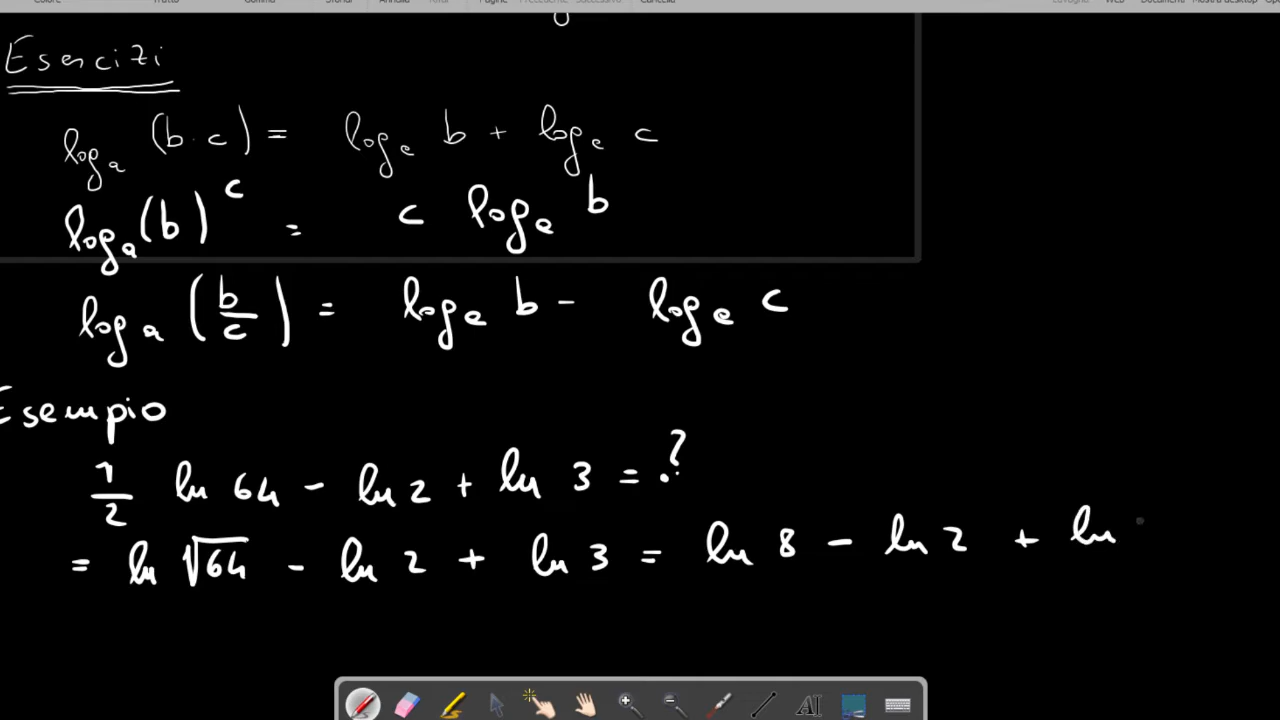 Esercizi
log_a (b·c) = log_e b + log_e c
log_a (b)^c = c log_e b
log_a (b/c) = log_e b - log_e c
Esempio
1/2 ln 64 - ln 2 + ln 3 = ?
= ln √64 - ln 2 + ln 3 = ln 8 - ln 2 + ln